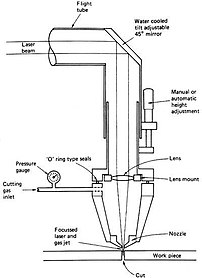 Flight
tube
Water cooled
tilt adjustable
45° mirror
Laser
beam
Manual or
automatic
height
adjustment
"O" ring type seals
Pressure
gauge
Lens
Lens mount
Cutting
gas
inlet
Focussed
laser and
gas jet
Nozzle
Work piece
Cut